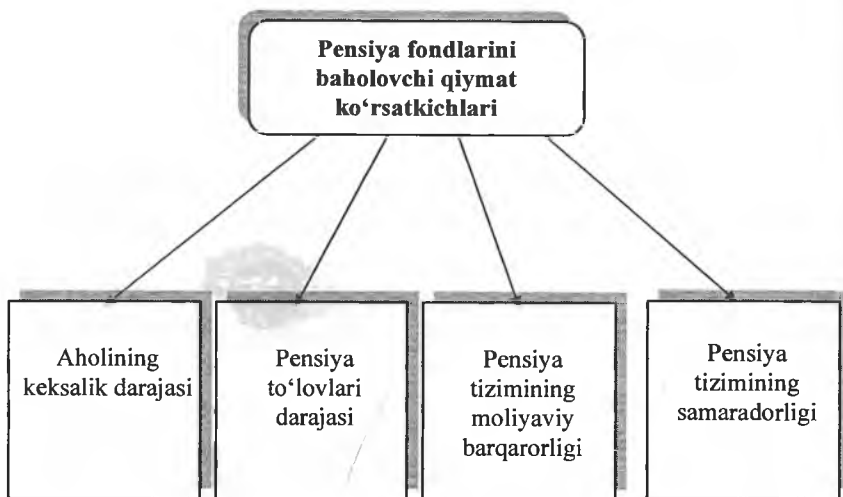 Pensiya fondlarini
baholovchi qiymat
ko‘rsatkichlari
Aholining
keksalik darajasi
Pensiya
to‘lovlari
darajasi
Pensiya
tizimining
moliyaviy
barqarorligi
Pensiya
tizimining
samaradorligi